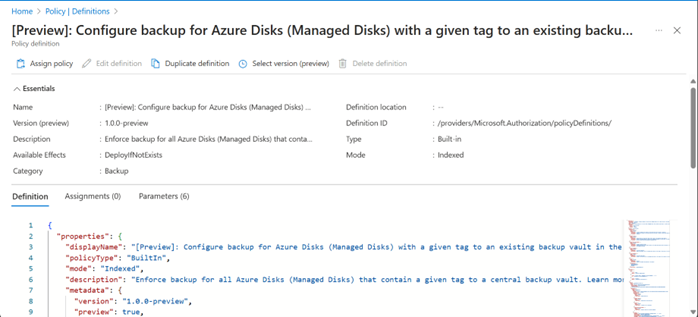 Home > Policy | Definitions >
[Preview]: Configure backup for Azure Disks (Managed Disks) with a given tag to an existing backu... ... ×
Policy definition
Assign policy Edit definition Duplicate definition Select version (preview) Delete definition
Essentials
Name : [Preview]: Configure backup for Azure Disks (Managed Disks) ... Definition location : --
Version (preview) : 1.0.0-preview Definition ID : /providers/Microsoft.Authorization/policyDefinitions/
Description : Enforce backup for all Azure Disks (Managed Disks) that conta... Type : Built-in
Available Effects : DeployIfNotExists Mode : Indexed
Category : Backup
Definition Assignments (0) Parameters (6)
1 {
2 "properties": {
3 "displayName": "[Preview]: Configure backup for Azure Disks (Managed Disks) with a given tag to an existing backup vault in the
4 "policyType": "BuiltIn",
5 "mode": "Indexed",
6 "description": "Enforce backup for all Azure Disks (Managed Disks) that contain a given tag to a central backup vault. Learn mo
7 "metadata": {
8 "version": "1.0.0-preview",
9 "preview": true,